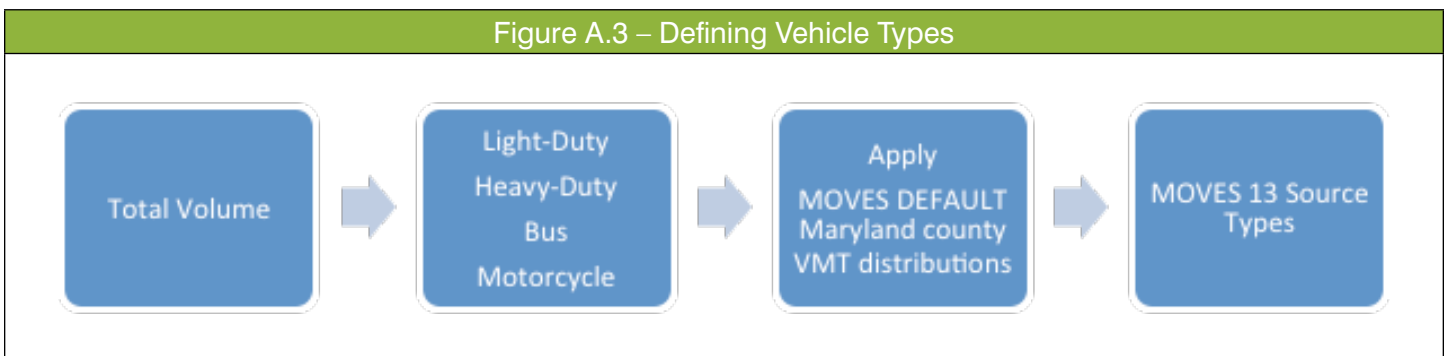 Figure A.3 – Defining Vehicle Types
Total Volume
Light-Duty
Heavy-Duty
Bus
Motorcycle
Apply
MOVES DEFAULT
Maryland county
VMT distributions
MOVES 13 Source
Types